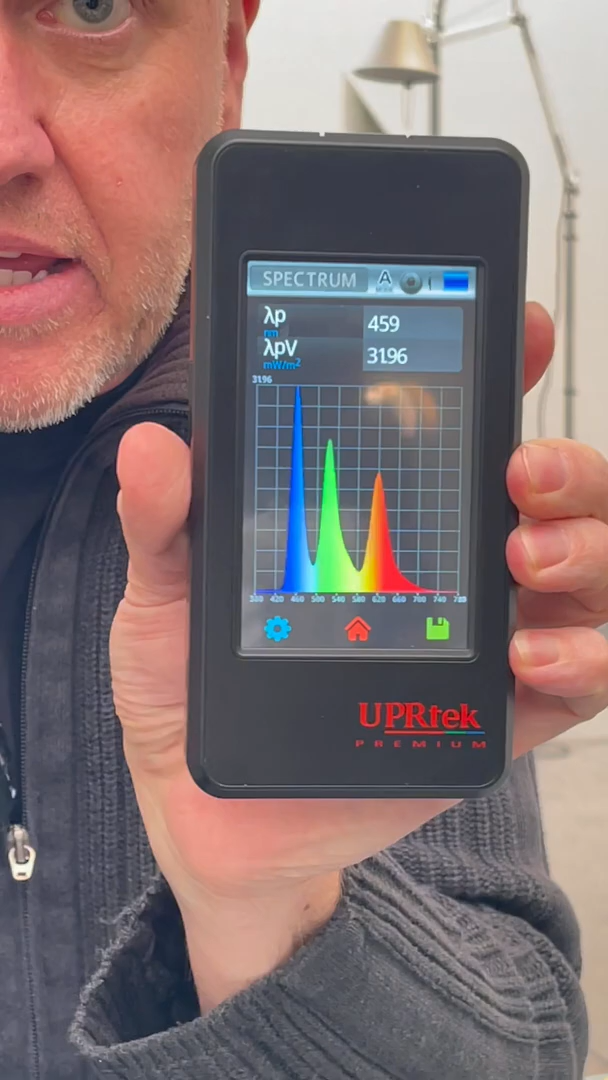 SPECTRUM A
λp 459
nm
λpV 3196
mW/m²
3196
380 420 460 500 540 580 620 660 700 740 780
UPRtek
PREMIUM